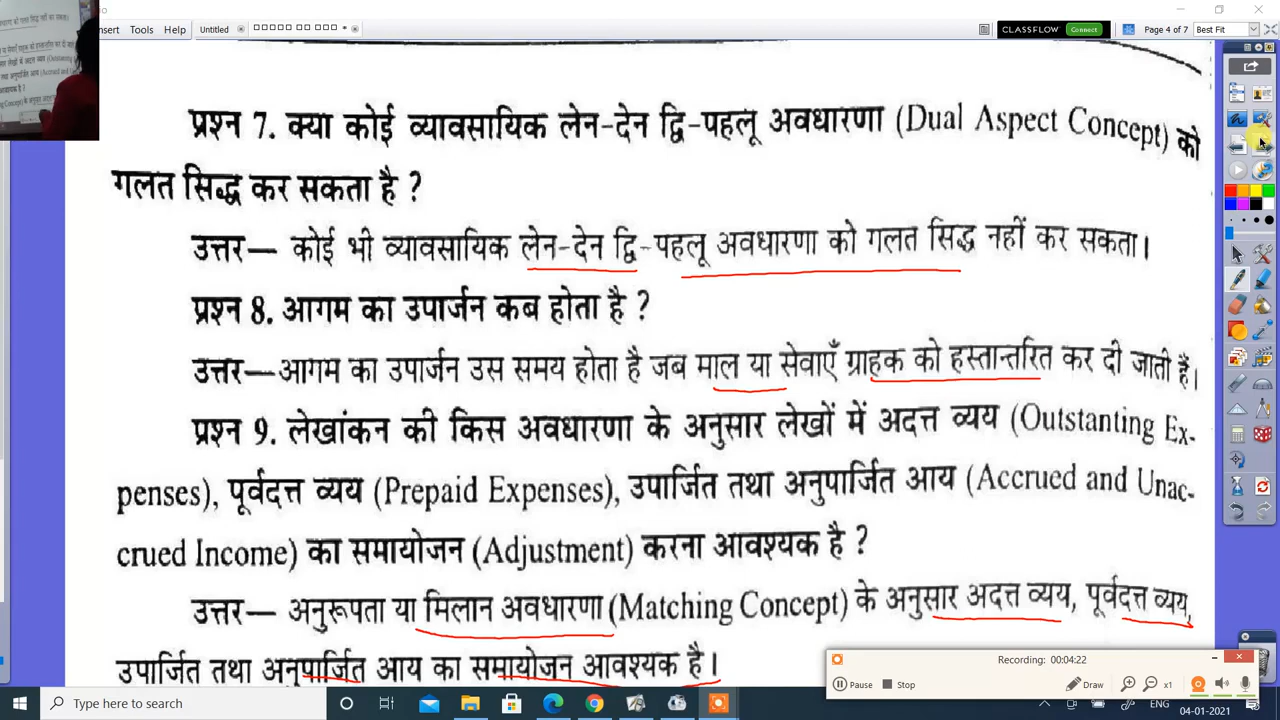 nsert Tools Help Untitled CLASSFLOW Connect Page 4 of 7 Best Fit
प्रश्न 7. क्या कोई व्यावसायिक लेन-देन द्वि-पहलू अवधारणा (Dual Aspect Concept) को
गलत सिद्ध कर सकता है ?
उत्तर— कोई भी व्यावसायिक लेन-देन द्वि-पहलू अवधारणा को गलत सिद्ध नहीं कर सकता।
प्रश्न 8. आगम का उपार्जन कब होता है ?
उत्तर—आगम का उपार्जन उस समय होता है जब माल या सेवाएँ ग्राहक को हस्तान्तरित कर दी जाती हैं।
प्रश्न 9. लेखांकन की किस अवधारणा के अनुसार लेखों में अदत्त व्यय (Outstanting Ex-
penses), पूर्वदत्त व्यय (Prepaid Expenses), उपार्जित तथा अनुपार्जित आय (Accrued and Unac-
crued Income) का समायोजन (Adjustment) करना आवश्यक है ?
उत्तर— अनुरूपता या मिलान अवधारणा (Matching Concept) के अनुसार अदत्त व्यय, पूर्वदत्त व्यय,
उपार्जित तथा अनुपार्जित आय का समायोजन आवश्यक है।
Recording: 00:04:22
Pause Stop Draw x1
Type here to search
ENG
04-01-2021